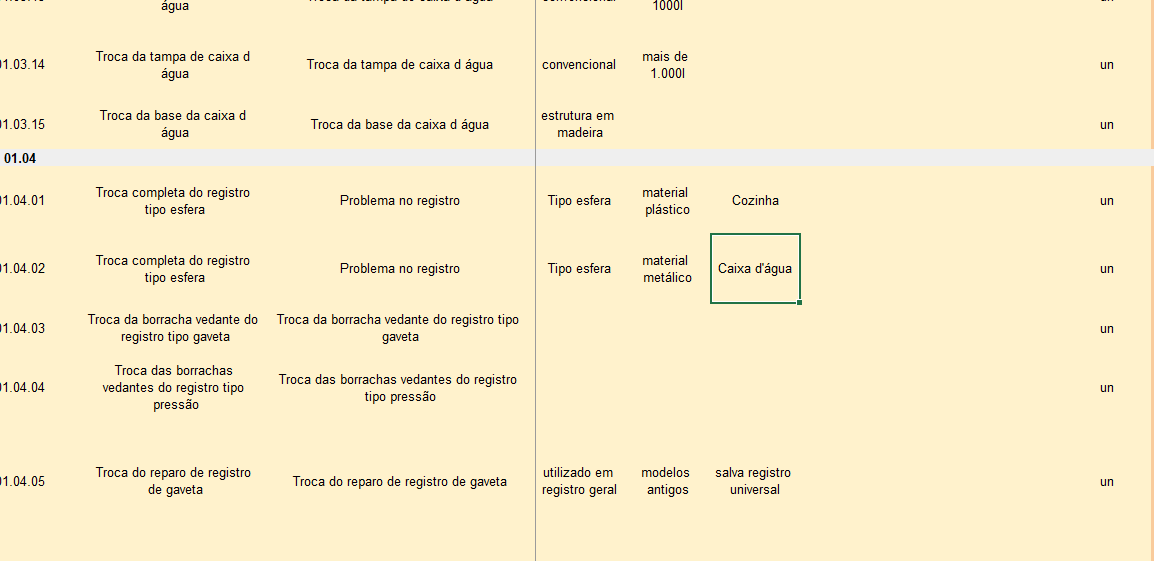 água
1000l
Troca da tampa de caixa d
água
Troca da tampa de caixa d água
convencional
mais de
1.000l
un
01.03.14
Troca da base da caixa d
água
Troca da base da caixa d água
estrutura em
madeira
un
01.03.15
01.04
01.04.01
Troca completa do registro
tipo esfera
Problema no registro
Tipo esfera
material
plástico
Cozinha
un
01.04.02
Troca completa do registro
tipo esfera
Problema no registro
Tipo esfera
material
metálico
Caixa d'água
un
01.04.03
Troca da borracha vedante do
registro tipo gaveta
Troca da borracha vedante do registro tipo
gaveta
un
01.04.04
Troca das borrachas
vedantes do registro tipo
pressão
Troca das borrachas vedantes do registro
tipo pressão
un
01.04.05
Troca do reparo de registro
de gaveta
Troca do reparo de registro de gaveta
utilizado em
registro geral
modelos
antigos
salva registro
universal
un